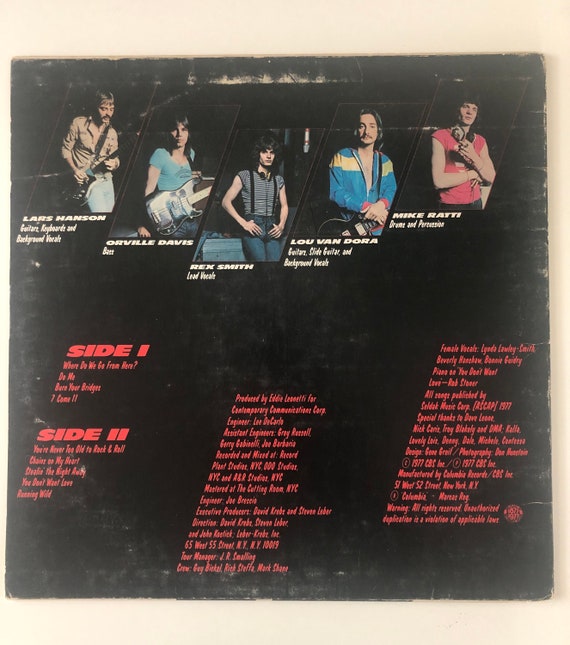 LARS HANSON
Guitars, Keyboards and
Background Vocals
ORVILLE DAVIS
Bass
REX SMITH
Lead Vocals
LOU VAN DORA
Guitars, Slide Guitar, and
Background Vocals
MIKE RATTI
Drums and Percussion
SIDE I
Where Do We Go From Here?
Do Me
Burn Your Bridges
7 Come 11
SIDE II
You're Never Too Old to Rock & Roll
Chains on My Heart
Stealin' the Night Away
You Don't Want Love
Running Wild
Produced by Eddie Leonetti for
Contemporary Communications Corp.
Engineer: Lee DeCarlo
Assistant Engineers: Gray Russell,
Gerry Gabinelli, Joe Barbaria
Recorded and Mixed at: Record
Plant Studios, NYC, ODO Studios,
NYC and A&R Studios, NYC
Mastered at The Cutting Room, NYC
Engineer: Joe Brescio
Executive Producers: David Krebs and Steven Leber
Direction: David Krebs, Steven Leber,
and John Kostick; Leber-Krebs, Inc.
65 West 55 Street, N.Y., N.Y. 10019
Tour Manager: J. R. Smalling
Crew: Guy Bickel, Rick Steffa, Mark Shane
Female Vocals: Lynda Lawley-Smith,
Beverly Hanshaw, Bonnie Guidry
Piano on 'You Don't Want
Love'—Rob Stoner
All songs published by
Seldak Music Corp. (ASCAP) 1977
Special thanks to Dave Leone,
Nick Caris, Troy Blakely and DMA; Kath,
Lovely Lois, Denny, Dale, Michele, Contessa
Design: Gene Greif / Photography: Don Hunstein
© 1977 CBS Inc. / ℗ 1977 CBS Inc.
Manufactured by Columbia Records/CBS Inc.
51 West 52 Street, New York, N.Y.
® 'Columbia,' Marcas Reg.
Warning: All rights reserved. Unauthorized
duplication is a violation of applicable laws.